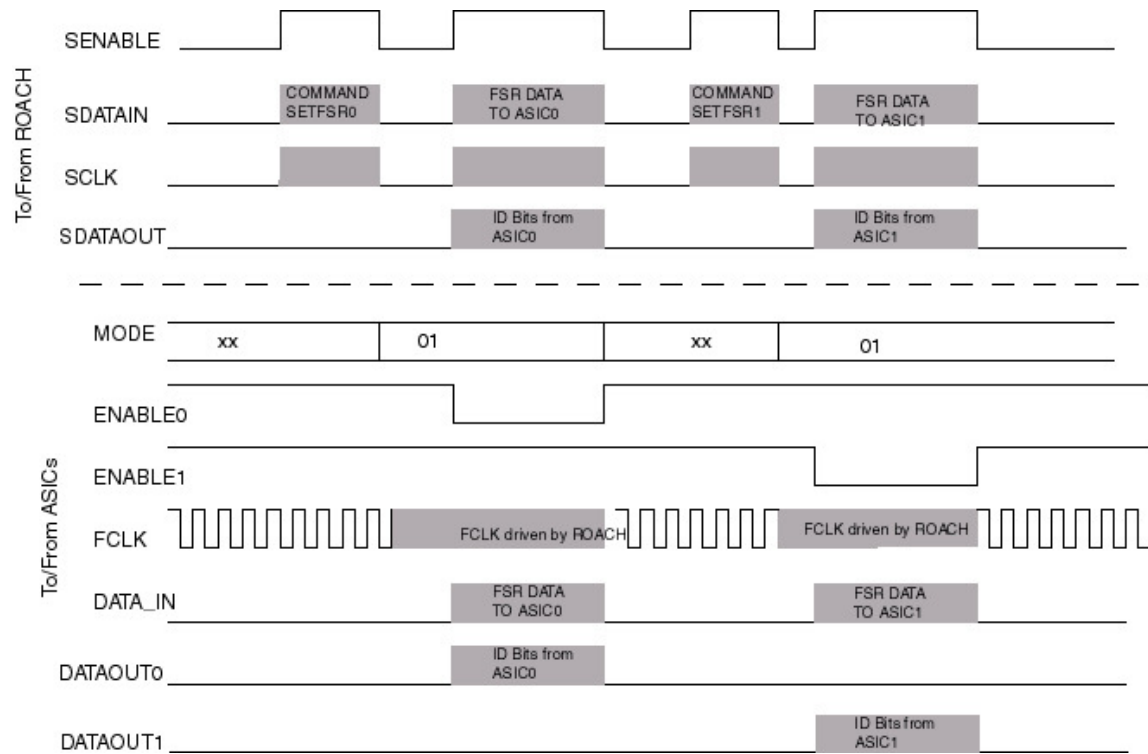 To/From ROACH
SENABLE
SDATAIN
COMMAND
SETFSR0
FSR DATA
TO ASIC0
COMMAND
SETFSR1
FSR DATA
TO ASIC1
SCLK
SDATAOUT
ID Bits from
ASIC0
ID Bits from
ASIC1
To/From ASICs
MODE
xx
01
xx
01
ENABLE0
ENABLE1
FCLK
FCLK driven by ROACH
FCLK driven by ROACH
DATA_IN
FSR DATA
TO ASIC0
FSR DATA
TO ASIC1
DATAOUT0
ID Bits from
ASIC0
DATAOUT1
ID Bits from
ASIC1